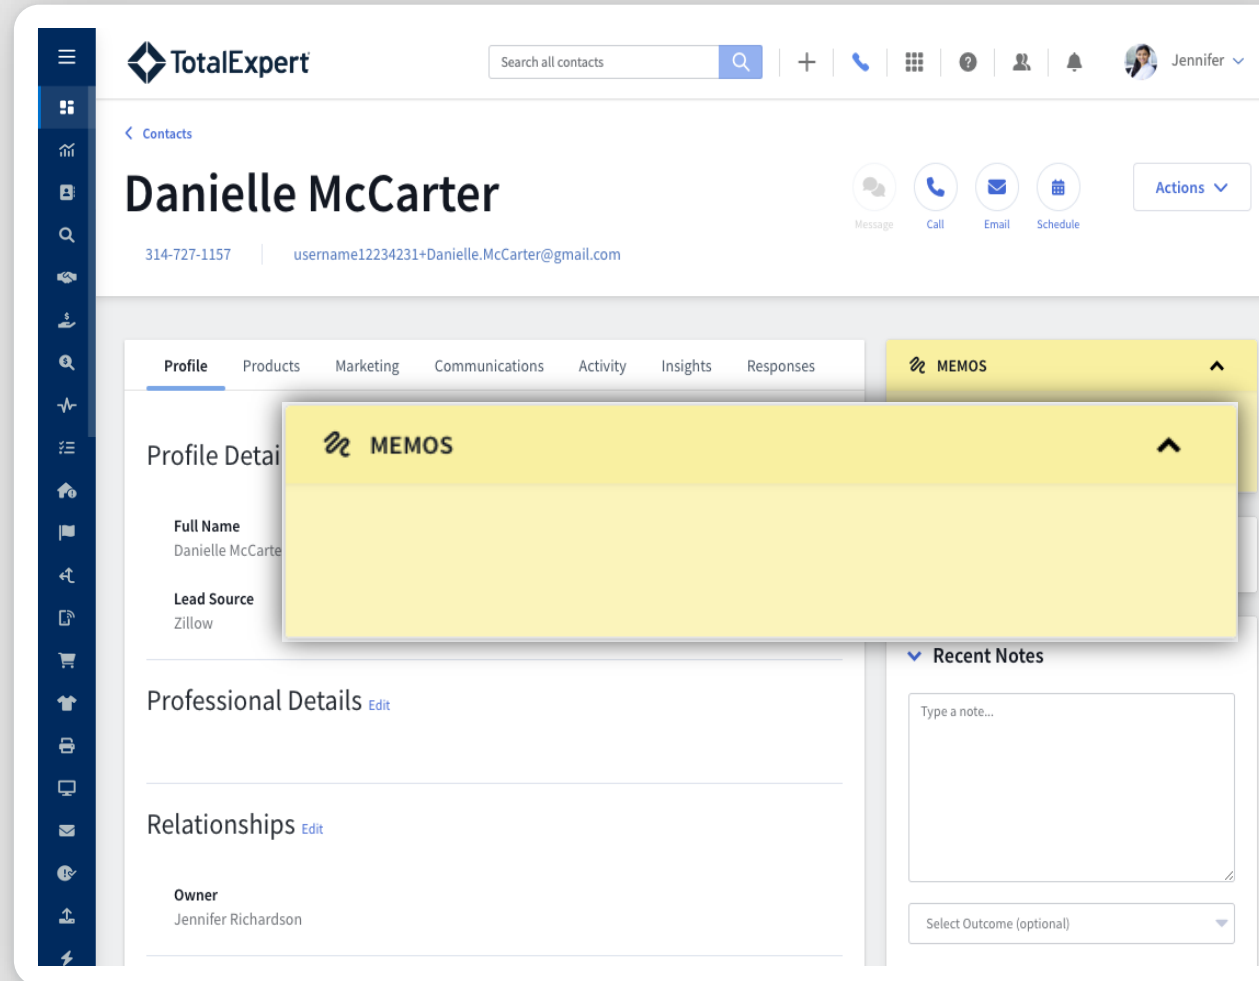 TotalExpert
Search all contacts
Jennifer
Contacts
Danielle McCarter
Message
Call
Email
Schedule
Actions
314-727-1157
username12234231+Danielle.McCarter@gmail.com
Profile
Products
Marketing
Communications
Activity
Insights
Responses
MEMOS
Profile Detai
MEMOS
Full Name
Danielle McCarte
Lead Source
Zillow
Recent Notes
Type a note...
Select Outcome (optional)
Professional Details Edit
Relationships Edit
Owner
Jennifer Richardson